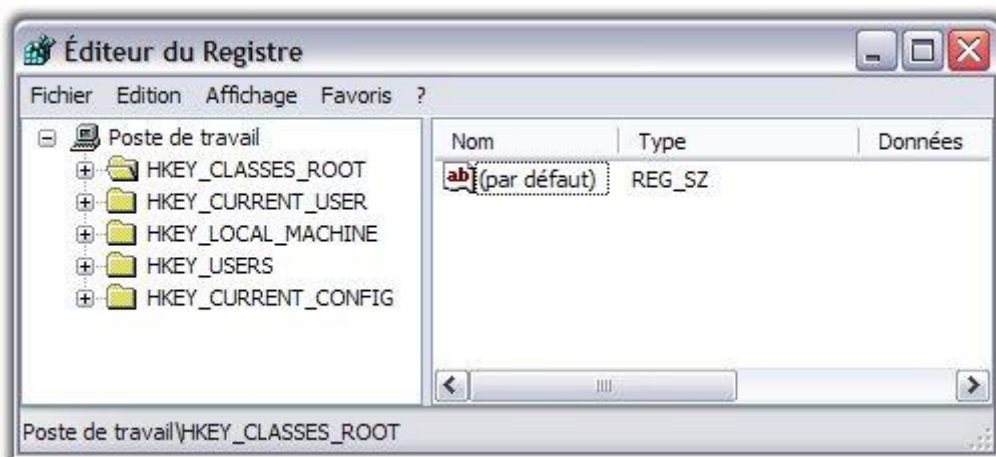 Éditeur du Registre
Fichier Edition Affichage Favoris ?
Poste de travail
HKEY_CLASSES_ROOT
HKEY_CURRENT_USER
HKEY_LOCAL_MACHINE
HKEY_USERS
HKEY_CURRENT_CONFIG
Nom Type Données
ab (par défaut) REG_SZ
Poste de travail\HKEY_CLASSES_ROOT